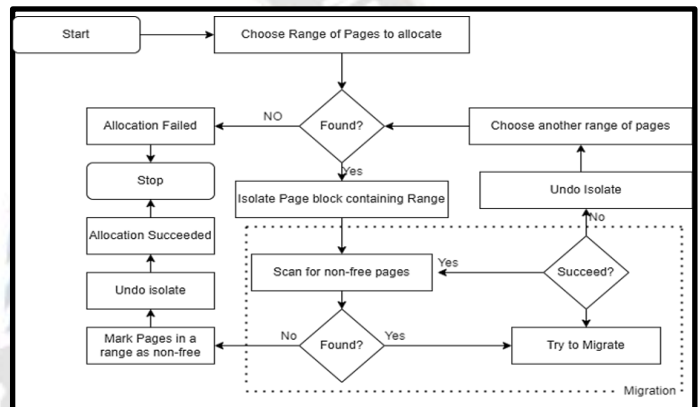 Start
Choose Range of Pages to allocate
Allocation Failed
NO
Found?
Choose another range of pages
Stop
Yes
Isolate Page block containing Range
Undo Isolate
Allocation Succeeded
No
Scan for non-free pages
Yes
Succeed?
Undo isolate
Mark Pages in a
range as non-free
No
Found?
Yes
Try to Migrate
Migration